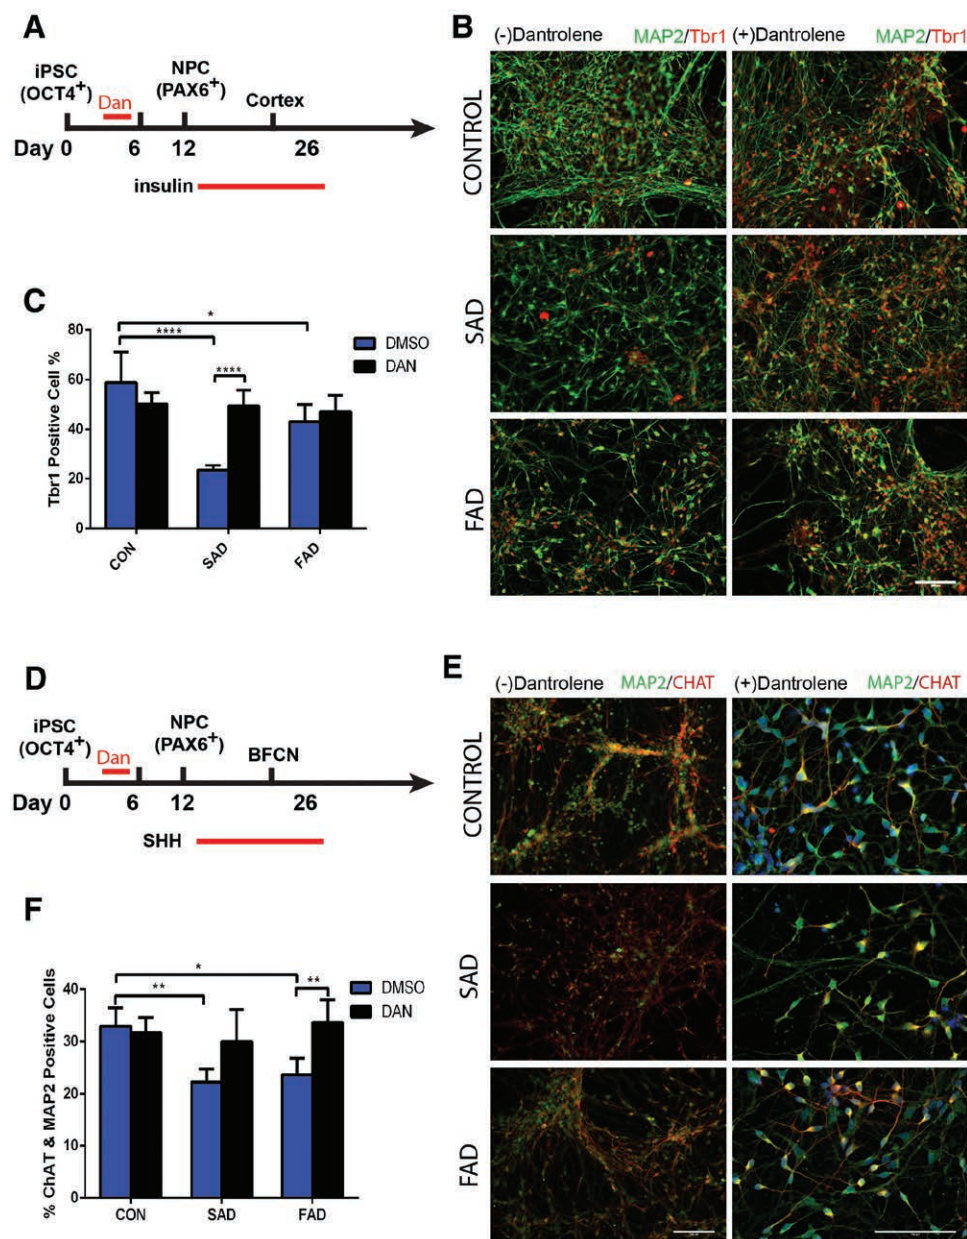 A
iPSC
(OCT4+)
Dan
NPC
(PAX6+)
Cortex
Day 0 6 12 26
insulin
B
(-)Dantrolene MAP2/Tbr1 (+)Dantrolene MAP2/Tbr1
CONTROL
SAD
FAD
C
*
****
****
DMSO
DAN
Tbr1 Positive Cell %
80
60
40
20
0
CON SAD FAD
D
iPSC
(OCT4+)
Dan
NPC
(PAX6+)
BFCN
Day 0 6 12 26
SHH
E
(-)Dantrolene MAP2/CHAT (+)Dantrolene MAP2/CHAT
CONTROL
SAD
FAD
F
*
**
**
DMSO
DAN
% ChAT & MAP2 Positive Cells
40
30
20
10
0
CON SAD FAD